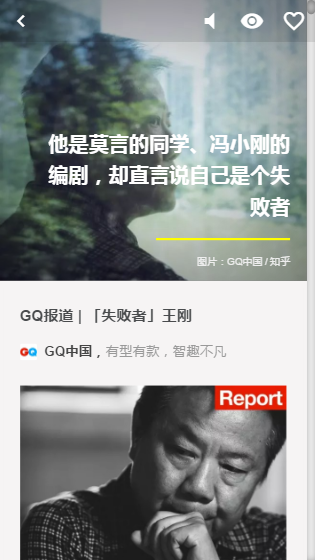 他是莫言的同学、冯小刚的
编剧，却直言说自己是个失
败者
图片：GQ中国 / 知乎
GQ报道 | 「失败者」王刚
GQ GQ中国，有型有款，智趣不凡
Report